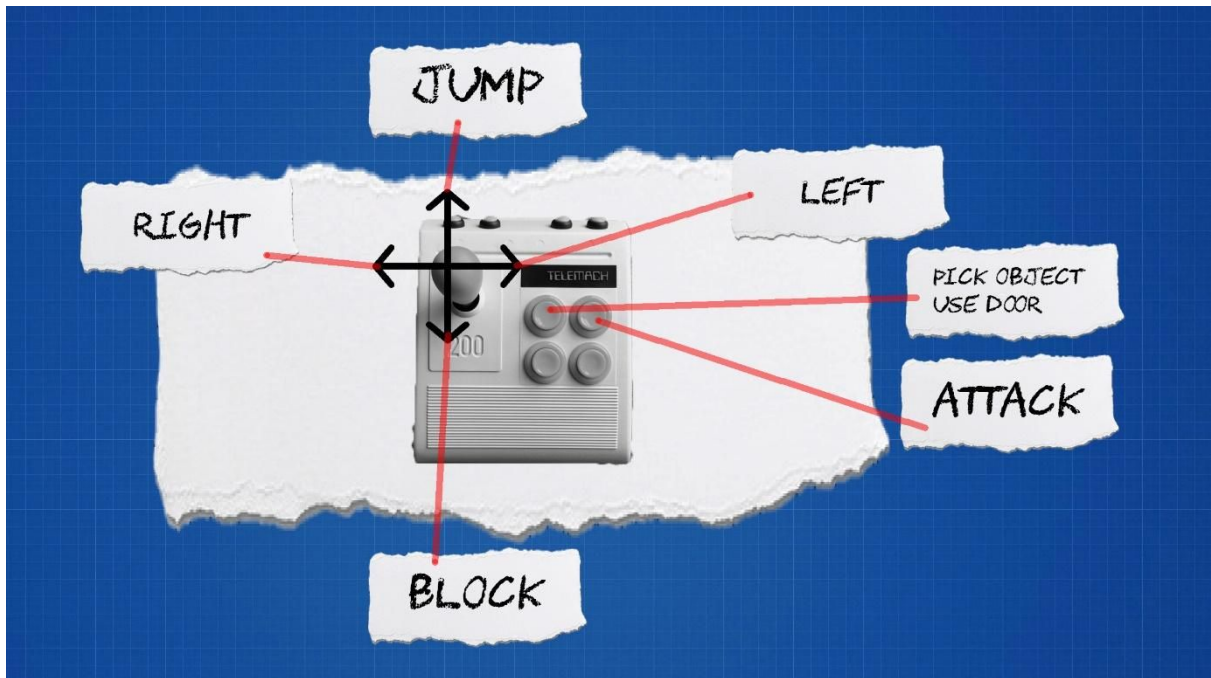 JUMP
RIGHT
LEFT
PICK OBJECT
USE DOOR
TELEMACH
200
ATTACK
BLOCK